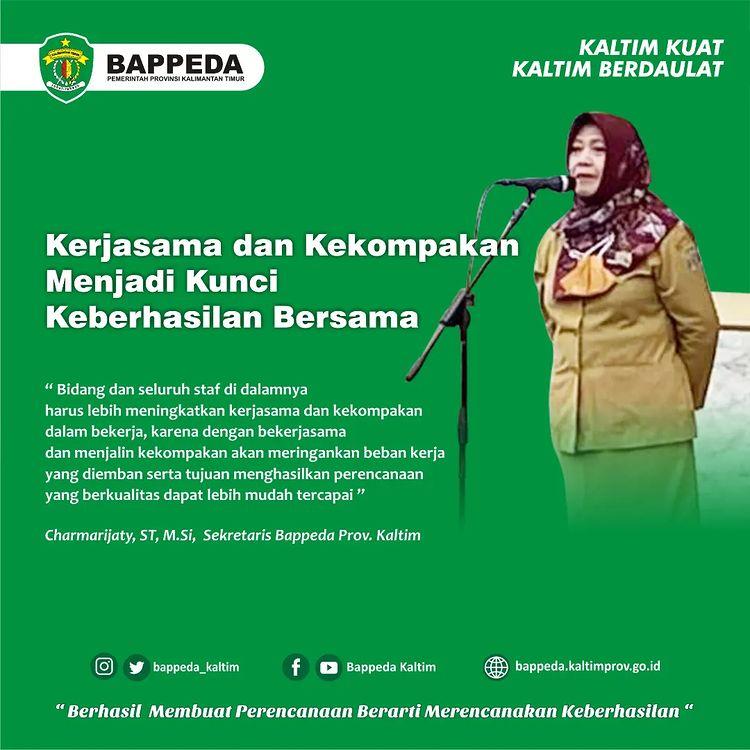 BAPPEDA
PEMERINTAH PROVINSI KALIMANTAN TIMUR
KALTIM KUAT
KALTIM BERDAULAT
Kerjasama dan Kekompakan
Menjadi Kunci
Keberhasilan Bersama
“ Bidang dan seluruh staf di dalamnya
harus lebih meningkatkan kerjasama dan kekompakan
dalam bekerja, karena dengan bekerjasama
dan menjalin kekompakan akan meringankan beban kerja
yang diemban serta tujuan menghasilkan perencanaan
yang berkualitas dapat lebih mudah tercapai ”
Charmarijaty, ST, M.Si, Sekretaris Bappeda Prov. Kaltim
bappeda_kaltim
Bappeda Kaltim
bappeda.kaltimprov.go.id
“ Berhasil Membuat Perencanaan Berarti Merencanakan Keberhasilan “